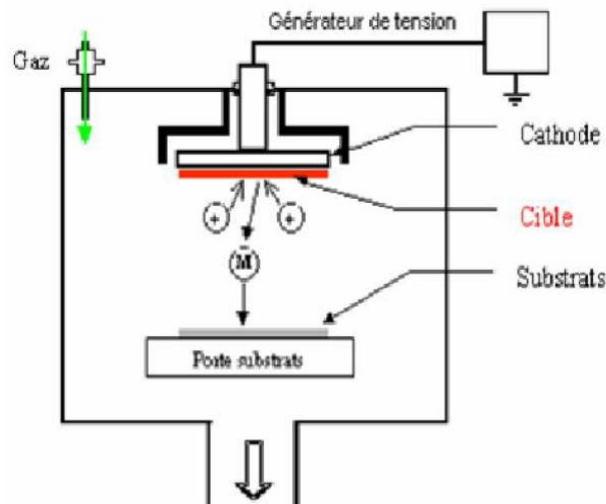 Générateur de tension
Gaz
Cathode
+
+
Cible
M
Substrats
Porte substrats